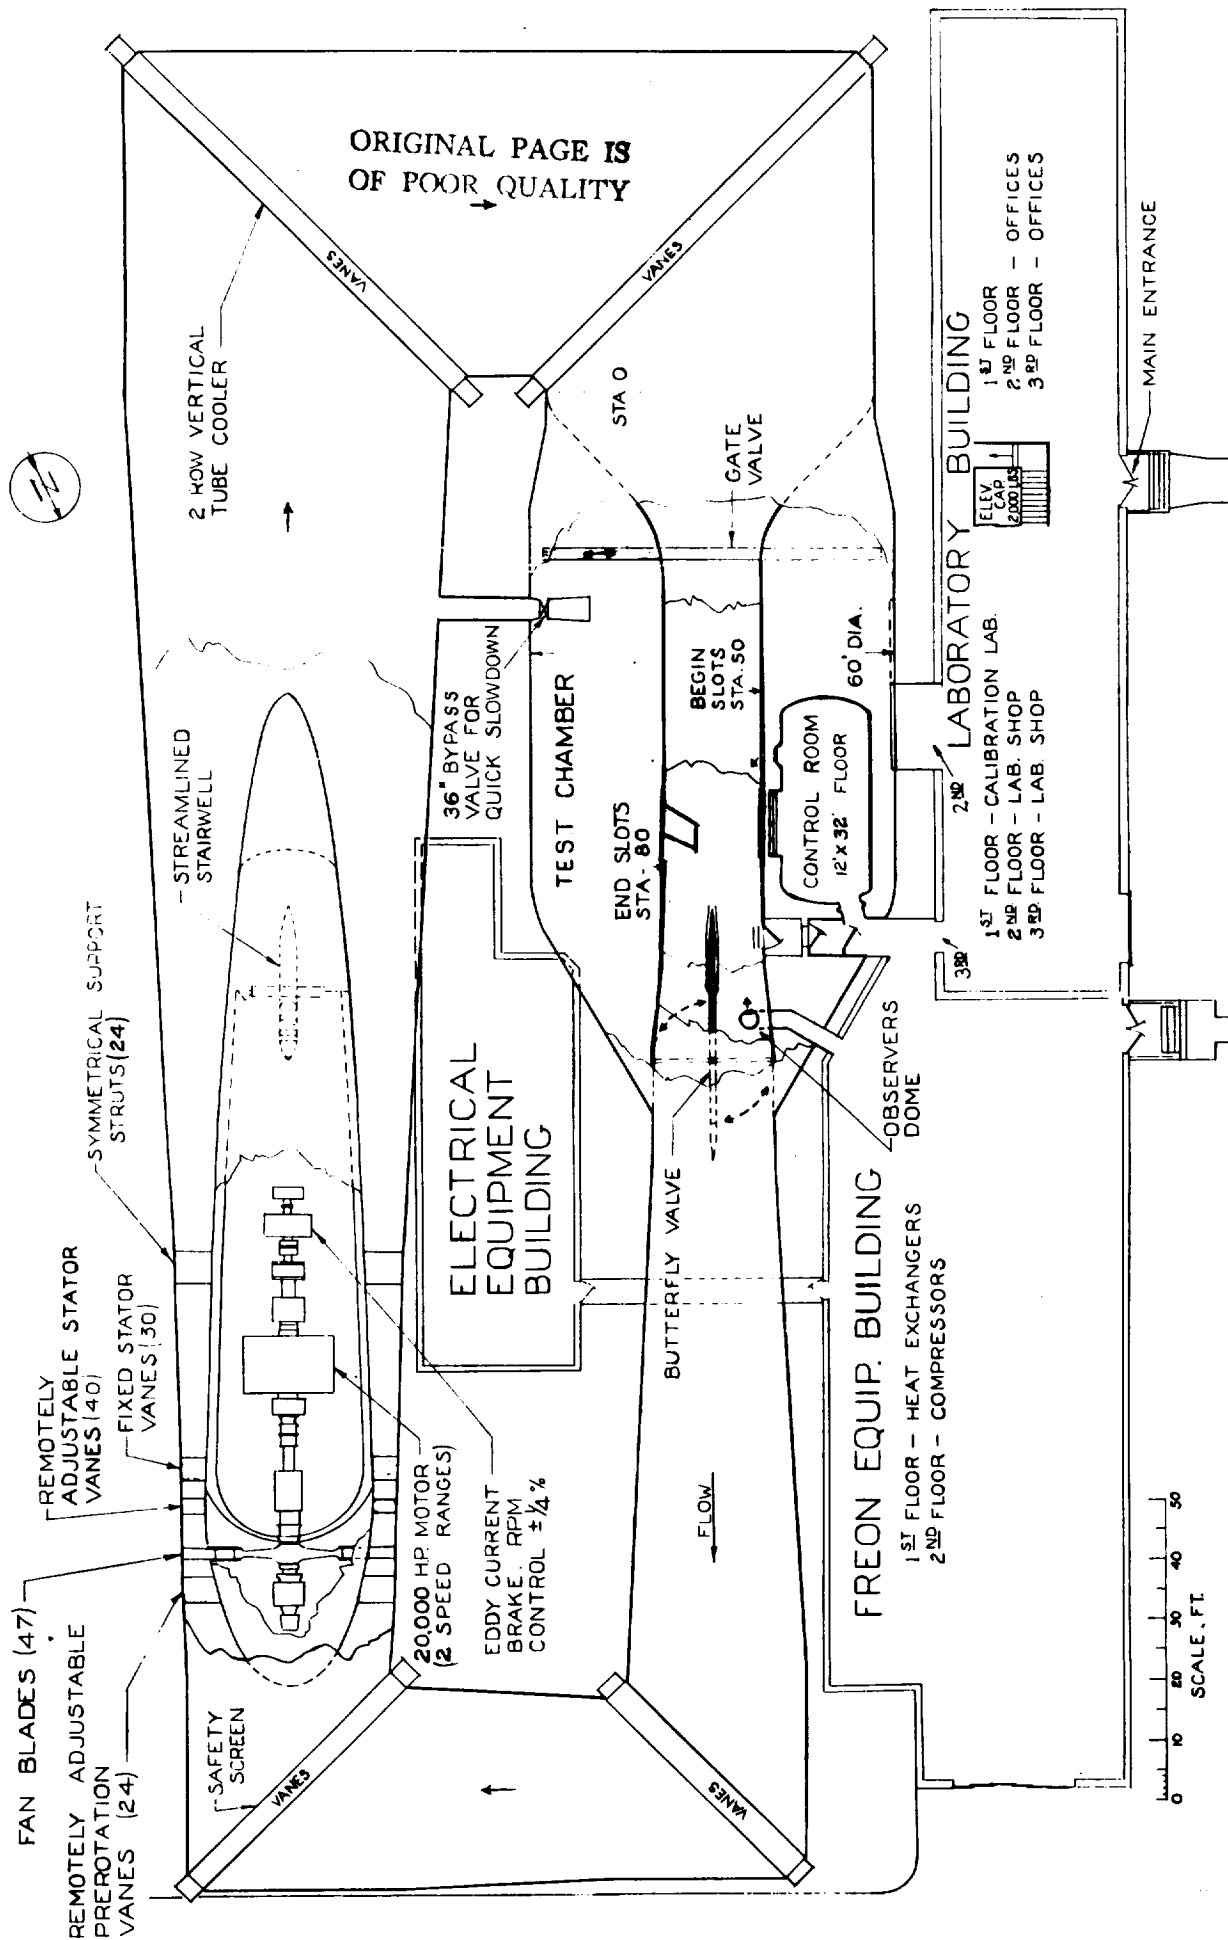 ORIGINAL PAGE IS
OF POOR QUALITY
FAN BLADES (47)
REMOTELY ADJUSTABLE
PREROTATION
VANES (24)
REMOTELY
ADJUSTABLE STATOR
VANES (40)
FIXED STATOR
VANES (30)
SYMMETRICAL SUPPORT
STRUTS (24)
STREAMLINED
STAIRWELL
2 ROW VERTICAL
TUBE COOLER
N
VANES
VANES
SAFETY
SCREEN
VANES
VANES
20,000 HP. MOTOR
(2 SPEED RANGES)
EDDY CURRENT
BRAKE. RPM
CONTROL ± 1/4 %
ELECTRICAL
EQUIPMENT
BUILDING
36" BYPASS
VALVE FOR
QUICK SLOWDOWN
TEST CHAMBER
END SLOTS
STA - 80
BEGIN
SLOTS
STA. 50
STA 0
GATE
VALVE
60' DIA.
CONTROL ROOM
12' X 32' FLOOR
BUTTERFLY VALVE
OBSERVERS
DOME
FLOW
FREON EQUIP. BUILDING
1ST FLOOR - HEAT EXCHANGERS
2ND FLOOR - COMPRESSORS
3RD
2ND
LABORATORY BUILDING
1ST FLOOR - CALIBRATION LAB.
2ND FLOOR - LAB. SHOP
3RD FLOOR - LAB. SHOP
ELEV.
CAP.
2,000 LBS
1ST FLOOR
2ND FLOOR - OFFICES
3RD FLOOR - OFFICES
MAIN ENTRANCE
0 10 20 30 40 50
SCALE, FT.